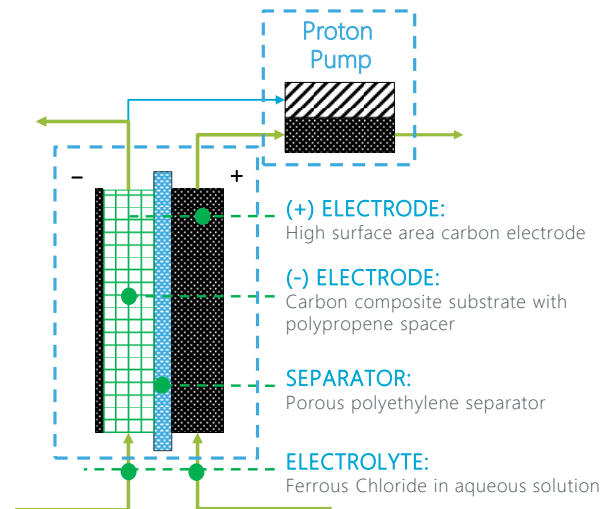 Proton
Pump
–
+
(+) ELECTRODE:
High surface area carbon electrode
(-) ELECTRODE:
Carbon composite substrate with
polypropene spacer
SEPARATOR:
Porous polyethylene separator
ELECTROLYTE:
Ferrous Chloride in aqueous solution